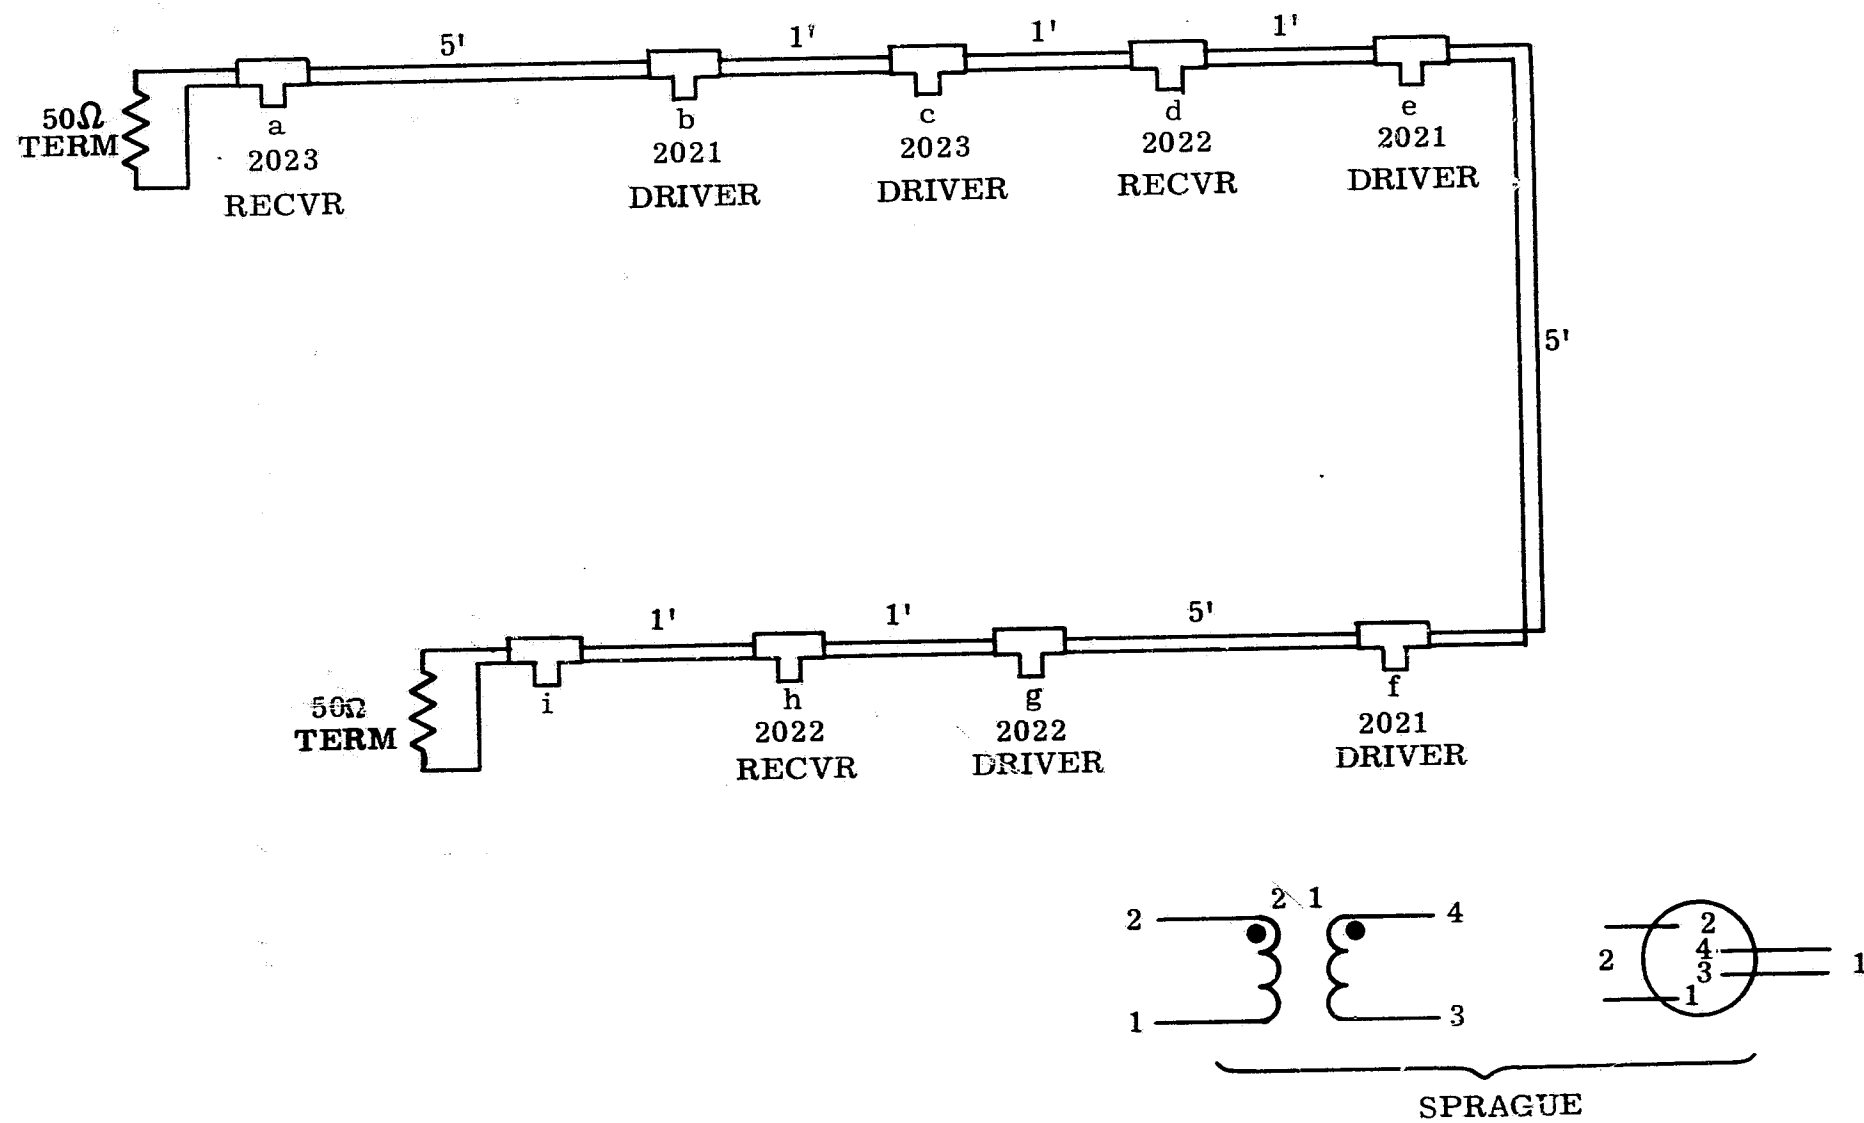 5'
1'
1'
1'
50Ω
TERM
a
2023
RECVR
b
2021
DRIVER
c
2023
DRIVER
d
2022
RECVR
e
2021
DRIVER
5'
1'
1'
5'
50Ω
TERM
i
h
2022
RECVR
g
2022
DRIVER
f
2021
DRIVER
2 1
2
4
1
3
2
2
4
3
1
1
SPRAGUE